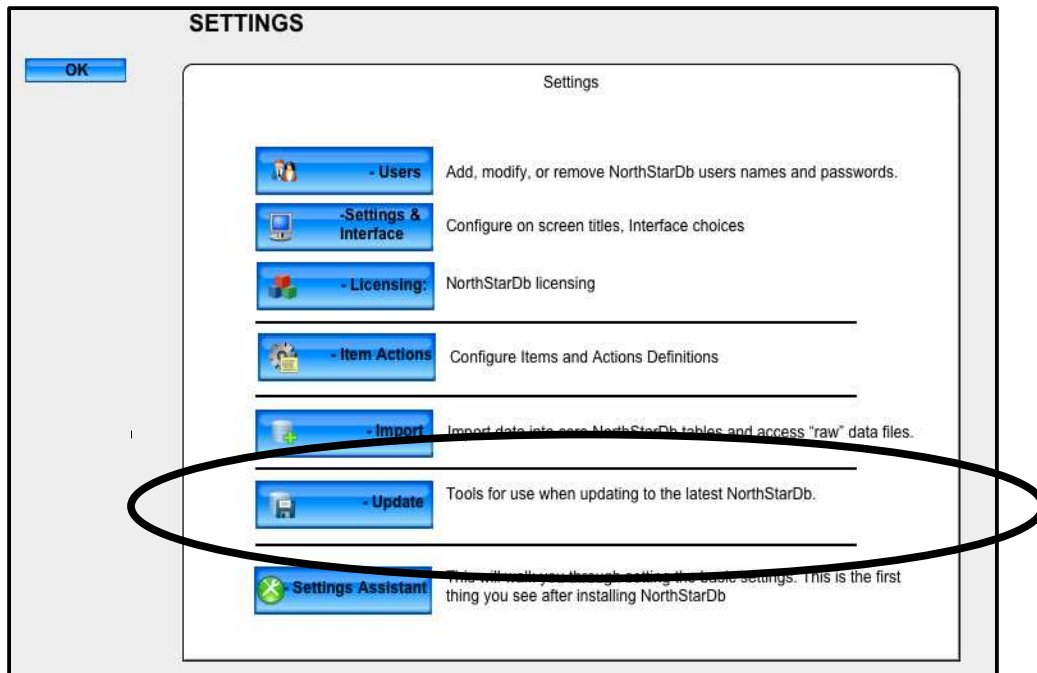 SETTINGS
OK
Settings
- Users
Add, modify, or remove NorthStarDb users names and passwords.
-Settings &
Interface
Configure on screen titles, Interface choices
- Licensing:
NorthStarDb licensing
- Item Actions
Configure Items and Actions Definitions
- Import
Import data into core NorthStarDb tables and access “raw” data files.
- Update
Tools for use when updating to the latest NorthStarDb.
- Settings Assistant
This will walk you through setting the basic settings. This is the first
thing you see after installing NorthStarDb